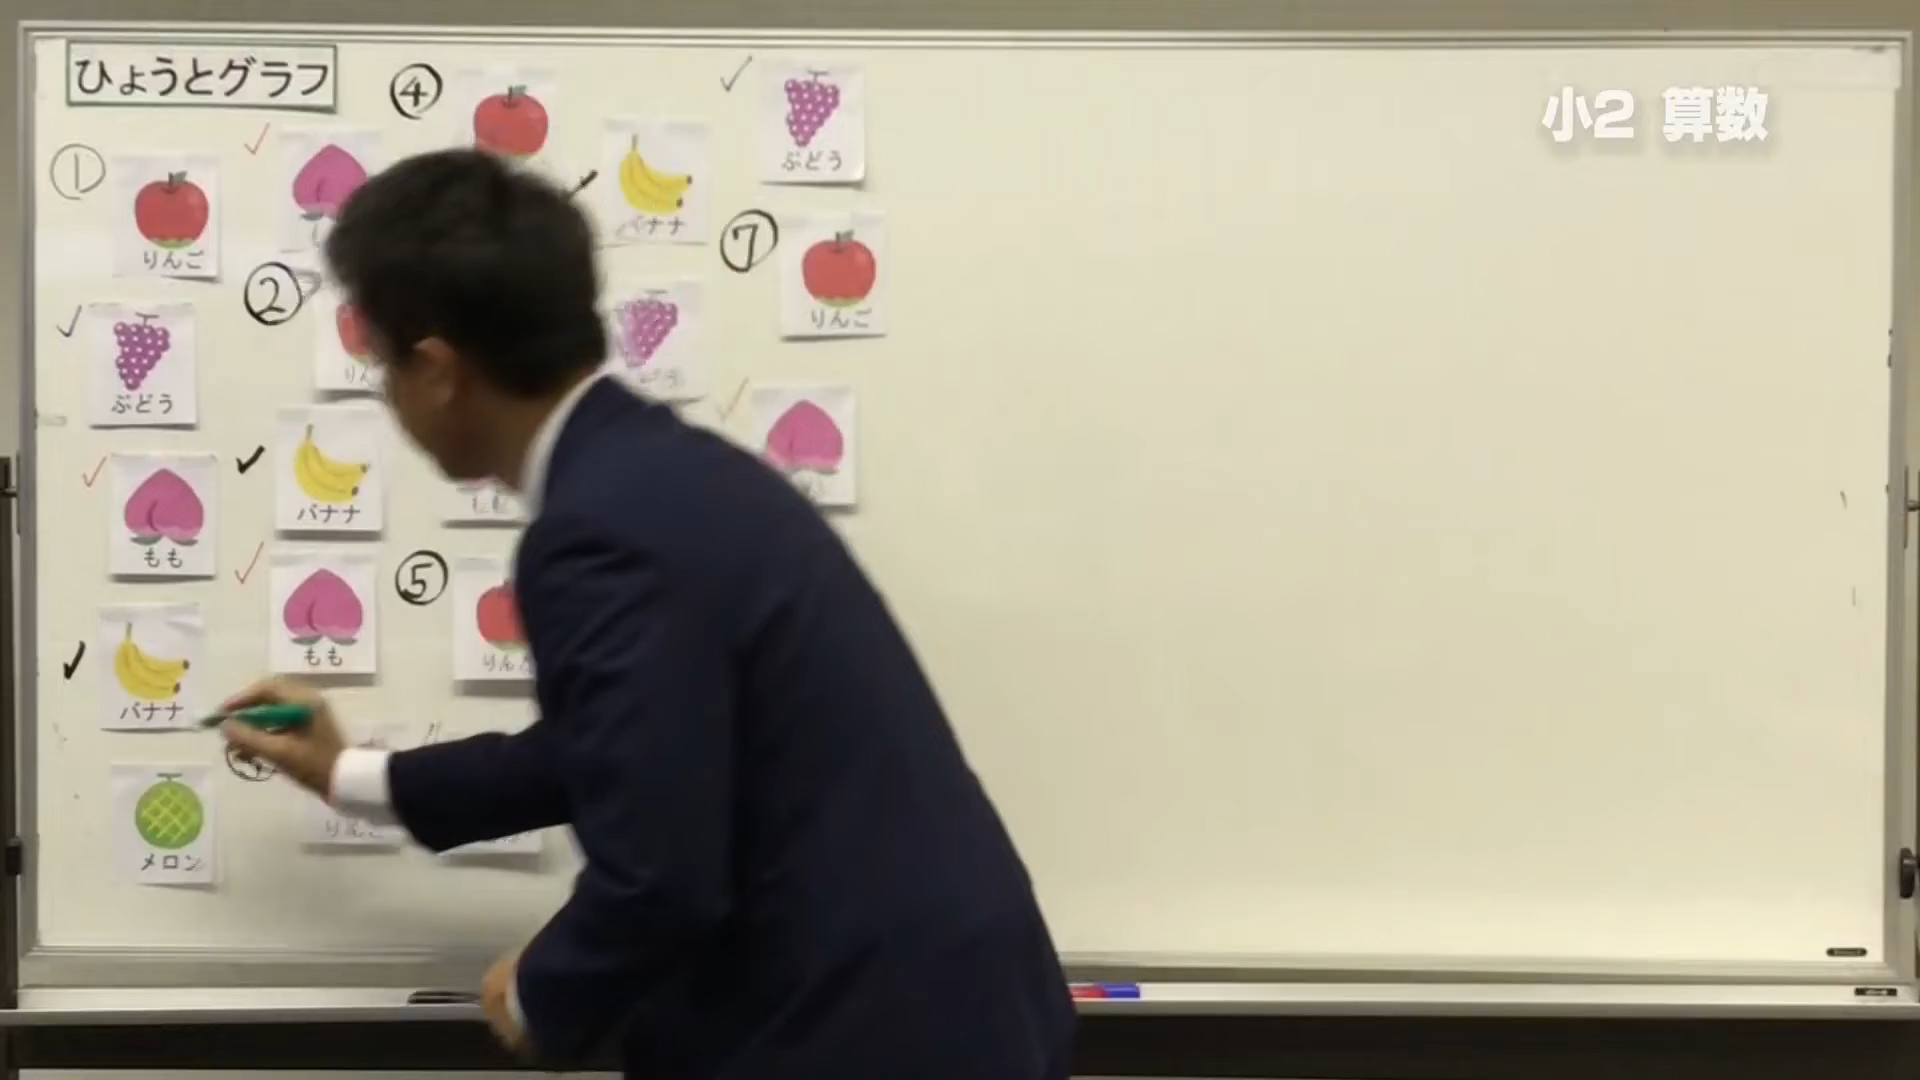 ひょうとグラフ
小2 算数
①
りんご
ぶどう
もも
バナナ
メロン
②
バナナ
もも
④
バナナ
⑤
ぶどう
⑦
りんご